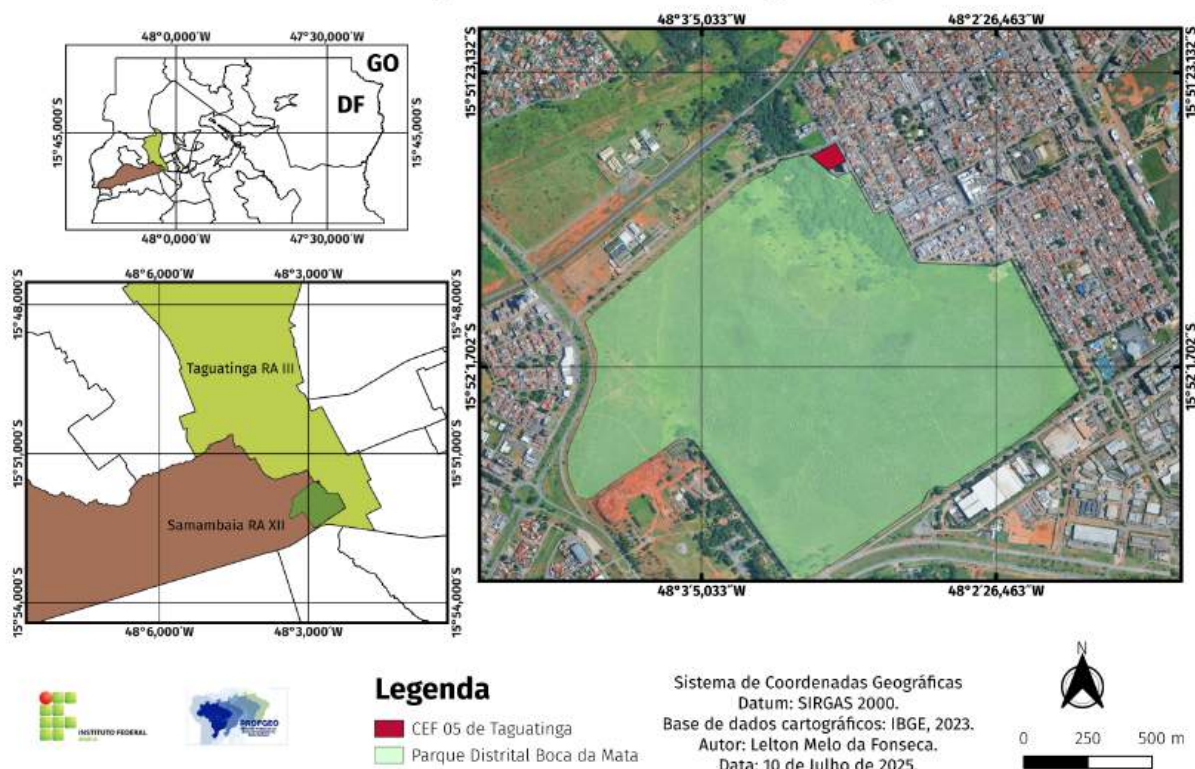 48°0,000'W
47°30,000'W
GO
DF
15°45,000'S
15°45,000'S
48°0,000'W
47°30,000'W
48°6,000'W
48°3,000'W
15°48,000'S
15°48,000'S
Taguatinga RA III
15°51,000'S
15°51,000'S
Samambaia RA XII
15°54,000'S
15°54,000'S
48°6,000'W
48°3,000'W
48°3'5,033"W
48°2'26,463"W
15°51'23,132"S
15°51'23,132"S
15°52'1,702"S
15°52'1,702"S
48°3'5,033"W
48°2'26,463"W
INSTITUTO FEDERAL
PROFGEO
Legenda
CEF 05 de Taguatinga
Parque Distrital Boca da Mata
Sistema de Coordenadas Geográficas
Datum: SIRGAS 2000.
Base de dados cartográficos: IBGE, 2023.
Autor: Lelton Melo da Fonseca.
Data: 10 de Julho de 2025.
N
0 250 500 m